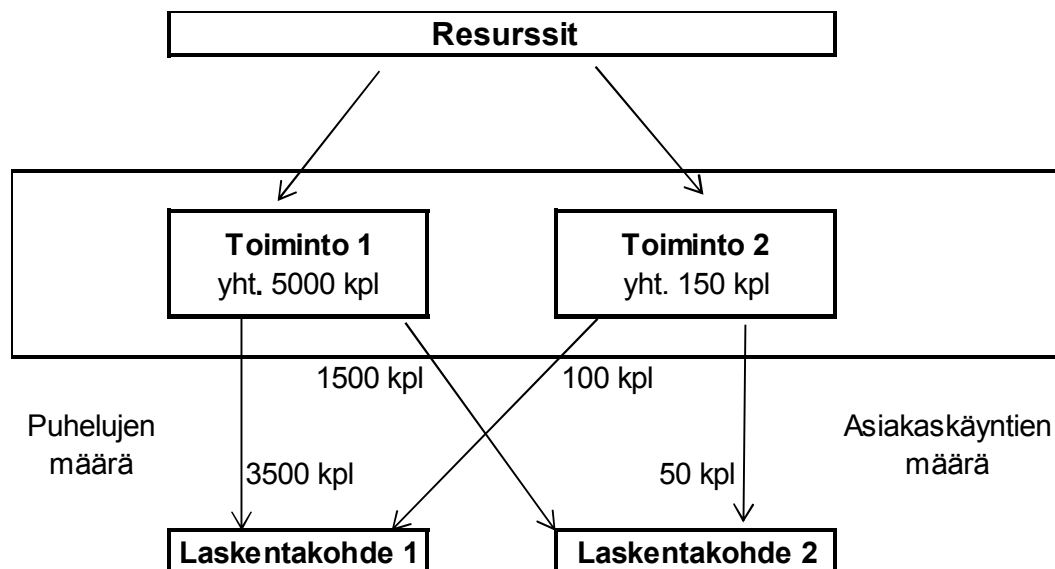 Resurssit
Toiminto 1
yht. 5000 kpl
Toiminto 2
yht. 150 kpl
1500 kpl
100 kpl
Puhelujen
määrä
Asiakaskäyntien
määrä
3500 kpl
50 kpl
Laskentakohde 1
Laskentakohde 2